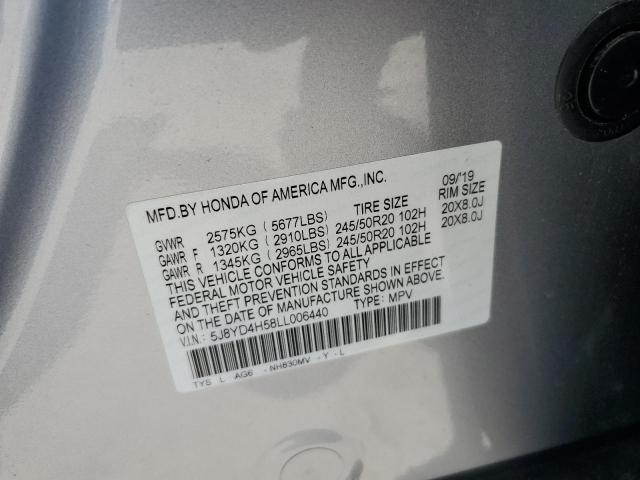 MFD.BY HONDA OF AMERICA MFG.,INC. 09/'19
TIRE SIZE RIM SIZE
GVWR 2575KG ( 5677LBS)
GAWR F 1320KG ( 2910LBS) 245/50R20 102H 20X8.0J
GAWR R 1345KG ( 2965LBS) 245/50R20 102H 20X8.0J
THIS VEHICLE CONFORMS TO ALL APPLICABLE
FEDERAL MOTOR VEHICLE SAFETY
AND THEFT PREVENTION STANDARDS IN EFFECT
ON THE DATE OF MANUFACTURE SHOWN ABOVE.
V.I.N.: 5J8YD4H58LL006440 TYPE: MPV
TYS L AG6 - NH830MV - Y - L